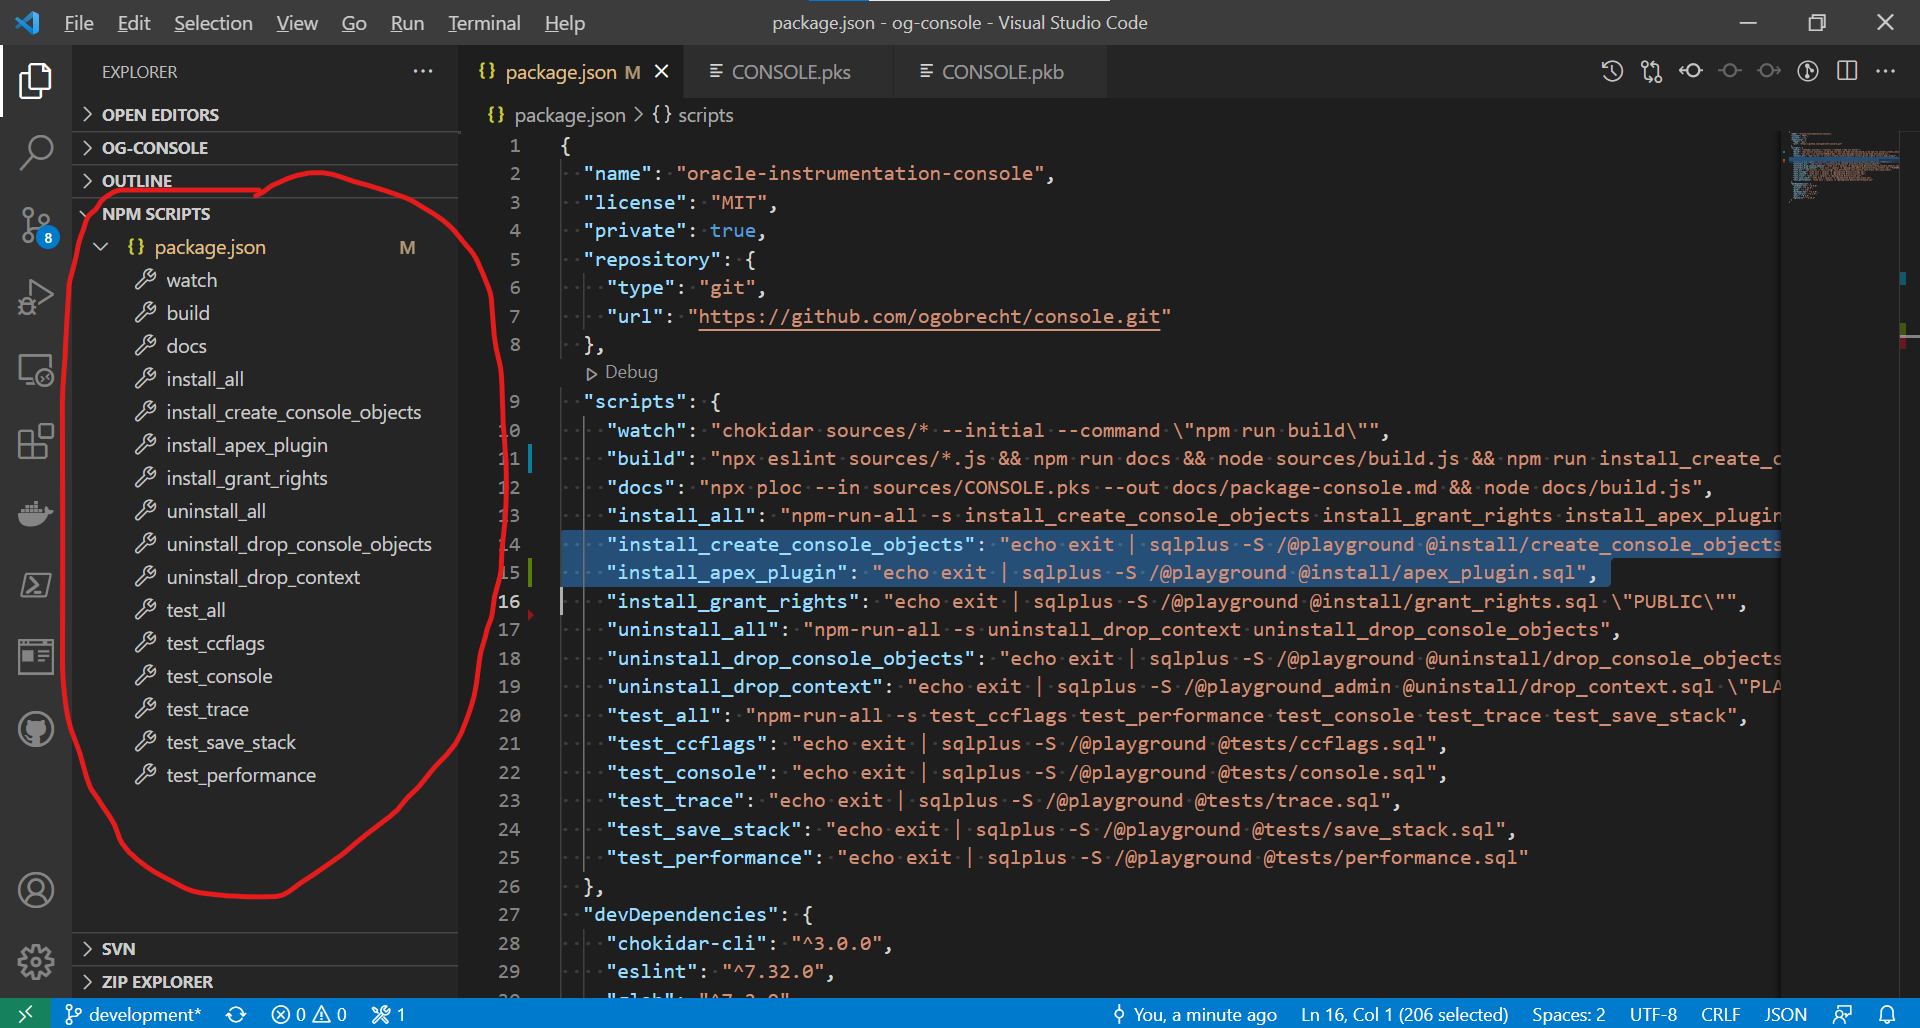 File Edit Selection View Go Run Terminal Help
package.json - og-console - Visual Studio Code
EXPLORER
OPEN EDITORS
OG-CONSOLE
OUTLINE
NPM SCRIPTS
{} package.json M
watch
build
docs
install_all
install_create_console_objects
install_apex_plugin
install_grant_rights
uninstall_all
uninstall_drop_console_objects
uninstall_drop_context
test_all
test_ccflags
test_console
test_trace
test_save_stack
test_performance
SVN
ZIP EXPLORER
8
{} package.json M
CONSOLE.pks
CONSOLE.pkb
{} package.json > {} scripts
1 {
2 "name": "oracle-instrumentation-console",
3 "license": "MIT",
4 "private": true,
5 "repository": {
6 "type": "git",
7 "url": "https://github.com/ogobrecht/console.git"
8 },
Debug
9 "scripts": {
10 "watch": "chokidar sources/* --initial --command \"npm run build\"",
11 "build": "npx eslint sources/*.js && npm run docs && node sources/build.js && npm run install_create_c
12 "docs": "npx ploc --in sources/CONSOLE.pks --out docs/package-console.md && node docs/build.js",
13 "install_all": "npm-run-all -s install_create_console_objects install_grant_rights install_apex_plugin
14 "install_create_console_objects": "echo exit | sqlplus -S /@playground @install/create_console_objects
15 "install_apex_plugin": "echo exit | sqlplus -S /@playground @install/apex_plugin.sql",
16 "install_grant_rights": "echo exit | sqlplus -S /@playground @install/grant_rights.sql \"PUBLIC\"",
17 "uninstall_all": "npm-run-all -s uninstall_drop_context uninstall_drop_console_objects",
18 "uninstall_drop_console_objects": "echo exit | sqlplus -S /@playground @uninstall/drop_console_objects
19 "uninstall_drop_context": "echo exit | sqlplus -S /@playground_admin @uninstall/drop_context.sql \"PLA
20 "test_all": "npm-run-all -s test_ccflags test_performance test_console test_trace test_save_stack",
21 "test_ccflags": "echo exit | sqlplus -S /@playground @tests/ccflags.sql",
22 "test_console": "echo exit | sqlplus -S /@playground @tests/console.sql",
23 "test_trace": "echo exit | sqlplus -S /@playground @tests/trace.sql",
24 "test_save_stack": "echo exit | sqlplus -S /@playground @tests/save_stack.sql",
25 "test_performance": "echo exit | sqlplus -S /@playground @tests/performance.sql"
26 },
27 "devDependencies": {
28 "chokidar-cli": "^3.0.0",
29 "eslint": "^7.32.0",
development* 0 0 1 You, a minute ago Ln 16, Col 1 (206 selected) Spaces: 2 UTF-8 CRLF JSON